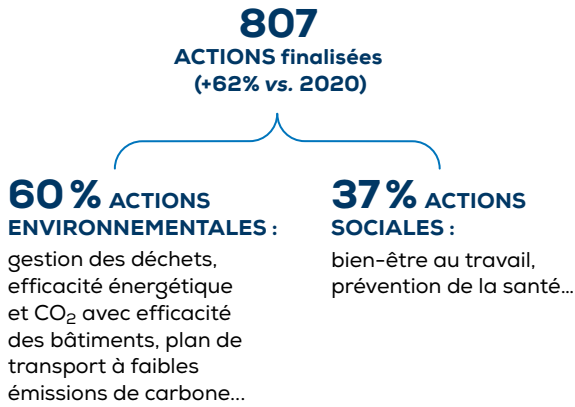 807
ACTIONS finalisées
(+62% vs. 2020)
60 % ACTIONS
ENVIRONNEMENTALES :
gestion des déchets,
efficacité énergétique
et CO₂ avec efficacité
des bâtiments, plan de
transport à faibles
émissions de carbone...
37 % ACTIONS
SOCIALES :
bien-être au travail,
prévention de la santé...